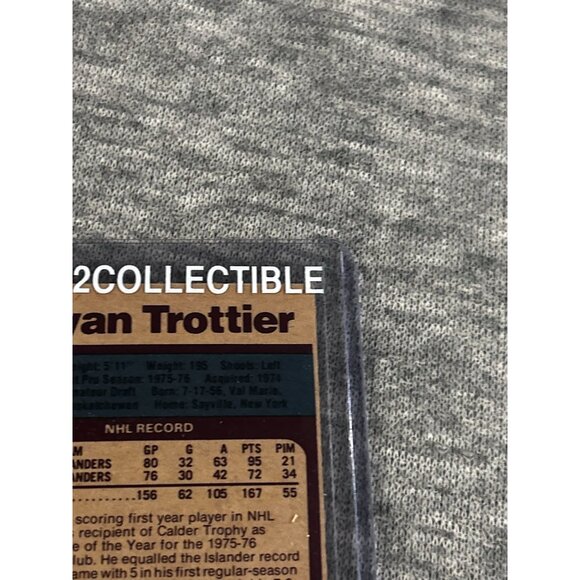 2COLLECTIBLE
yan Trottier
ight: 5'11" Weight: 195 Shoots: Left
t Pro Season: 1975-76 Acquired: 1974
mateur Draft Born: 7-17-56, Val Marie,
skatchewan Home: Sayville, New York
NHL RECORD
AM GP G A PTS PIM
ANDERS 80 32 63 95 21
ANDERS 76 30 42 72 34
156 62 105 167 55
scoring first year player in NHL
s recipient of Calder Trophy as
e of the Year for the 1975-76
lub. He equalled the Islander record
ame with 5 in his first regular-season